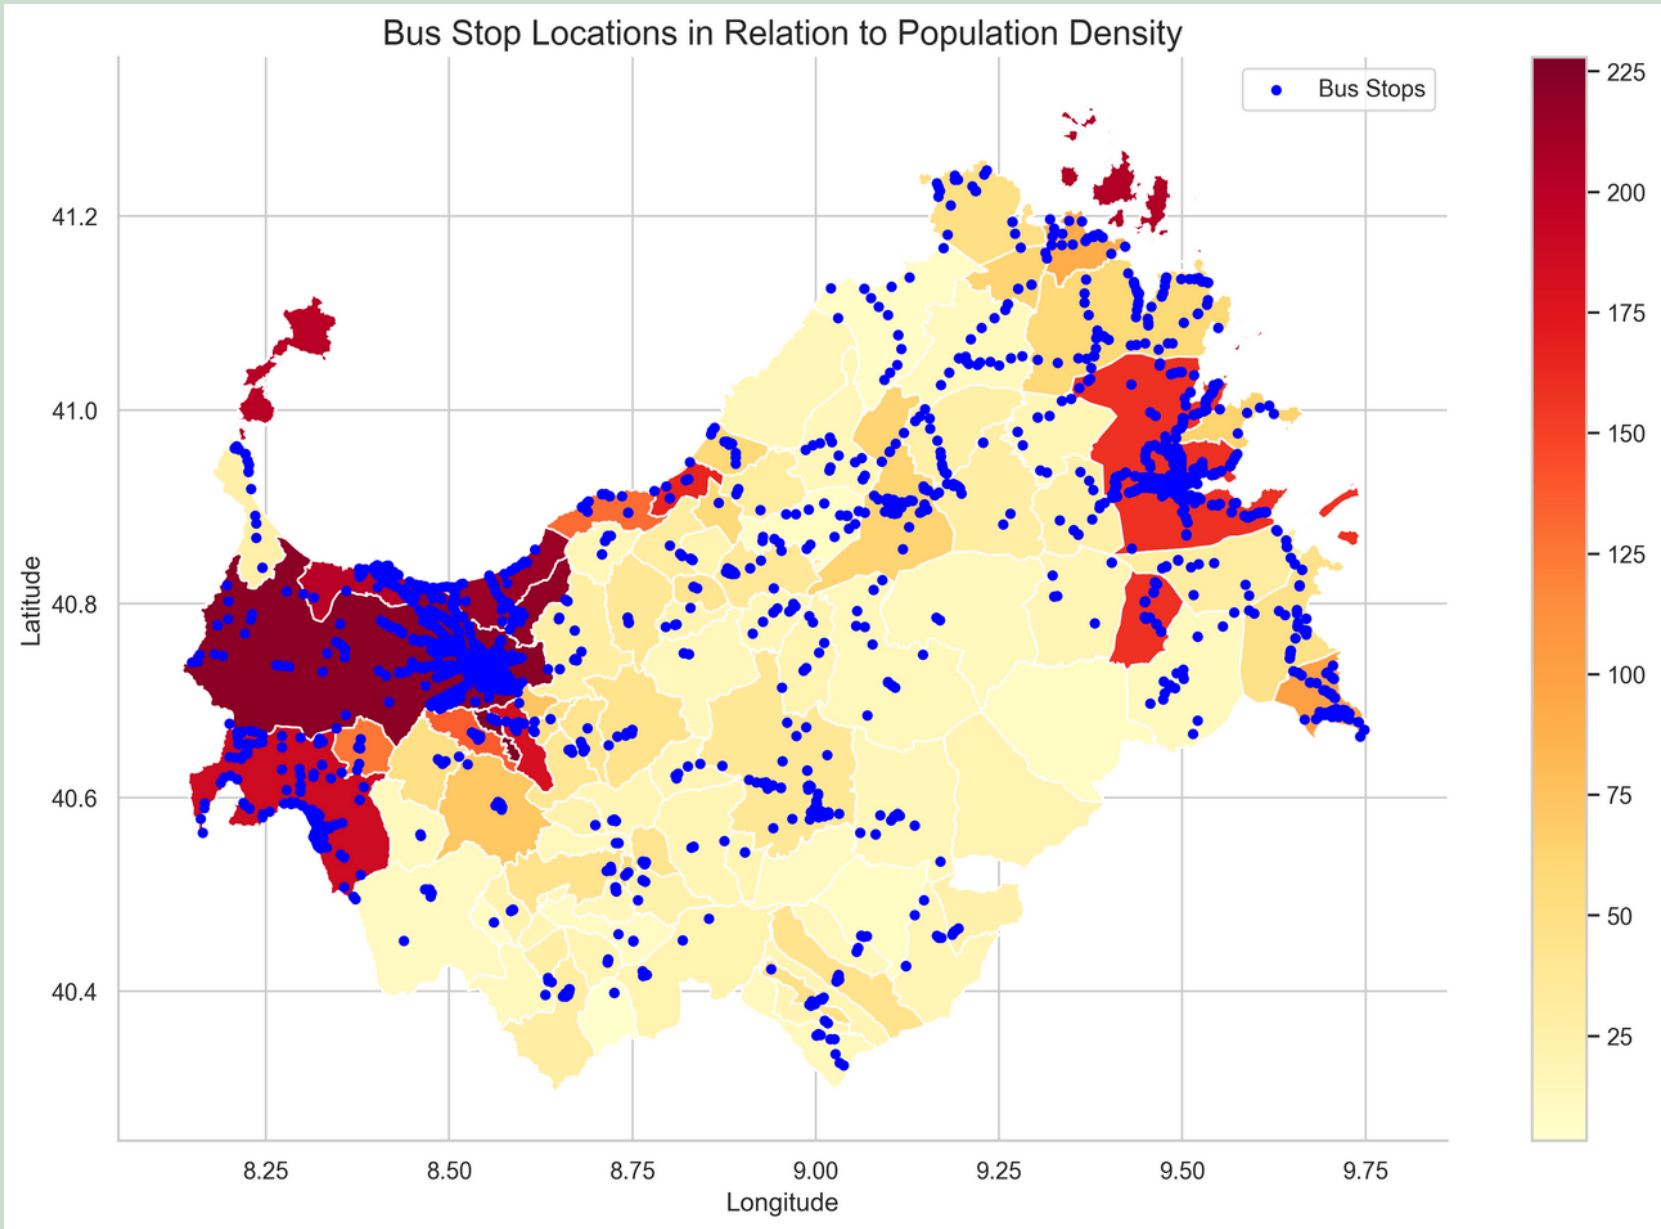 Bus Stop Locations in Relation to Population Density
Bus Stops
225
200
175
150
125
100
75
50
25
41.2
41.0
40.8
40.6
40.4
Latitude
8.25 8.50 8.75 9.00 9.25 9.50 9.75
Longitude